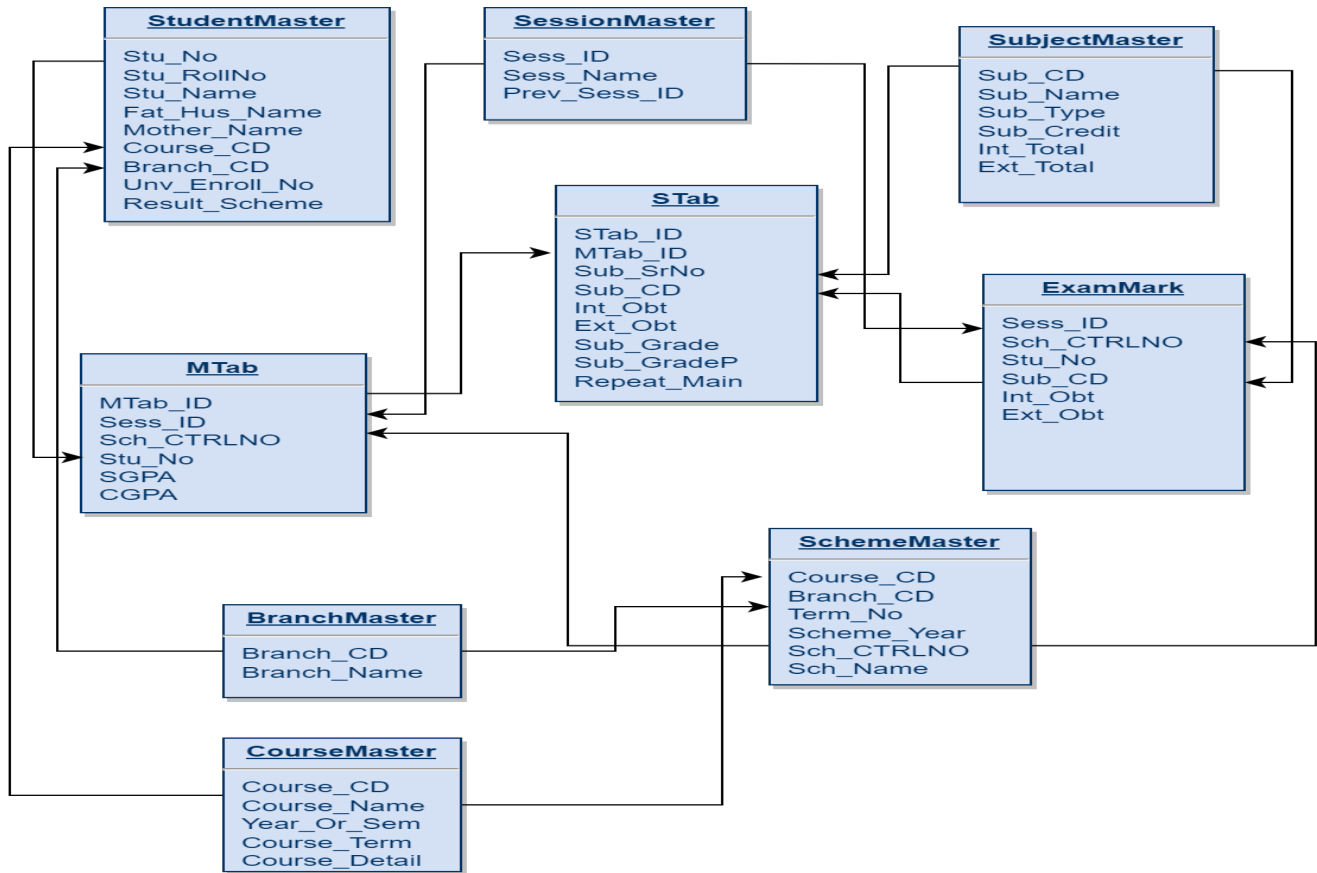 StudentMaster
Stu_No
Stu_RollNo
Stu_Name
Fat_Hus_Name
Mother_Name
Course_CD
Branch_CD
Unv_Enroll_No
Result_Scheme
SessionMaster
Sess_ID
Sess_Name
Prev_Sess_ID
SubjectMaster
Sub_CD
Sub_Name
Sub_Type
Sub_Credit
Int_Total
Ext_Total
STab
STab_ID
MTab_ID
Sub_SrNo
Sub_CD
Int_Obt
Ext_Obt
Sub_Grade
Sub_GradeP
Repeat_Main
ExamMark
Sess_ID
Sch_CTRLNO
Stu_No
Sub_CD
Int_Obt
Ext_Obt
MTab
MTab_ID
Sess_ID
Sch_CTRLNO
Stu_No
SGPA
CGPA
SchemeMaster
Course_CD
Branch_CD
Term_No
Scheme_Year
Sch_CTRLNO
Sch_Name
BranchMaster
Branch_CD
Branch_Name
CourseMaster
Course_CD
Course_Name
Year_Or_Sem
Course_Term
Course_Detail